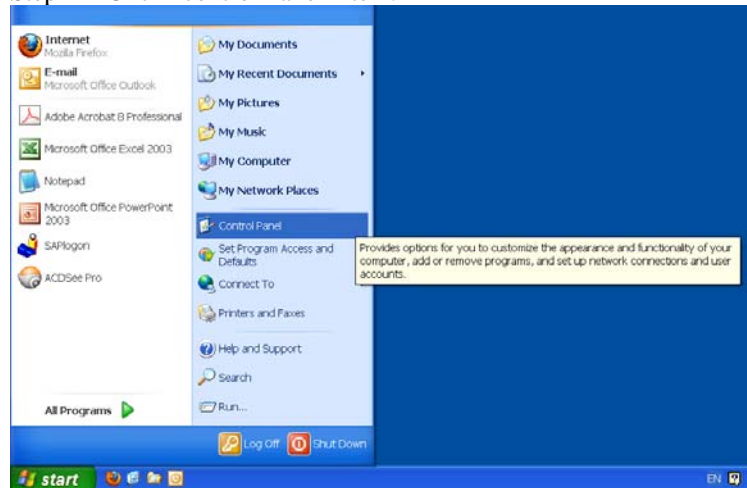 Internet
Mozilla Firefox
E-mail
Microsoft Office Outlook
Adobe Acrobat 8 Professional
Microsoft Office Excel 2003
Notepad
Microsoft Office PowerPoint
2003
SAPlogon
ACDSee Pro
All Programs
My Documents
My Recent Documents
My Pictures
My Music
My Computer
My Network Places
Control Panel
Set Program Access and
Defaults
Connect To
Printers and Faxes
Help and Support
Search
Run...
Provides options for you to customize the appearance and functionality of your
computer, add or remove programs, and set up network connections and user
accounts.
Log Off Shut Down
start
EN